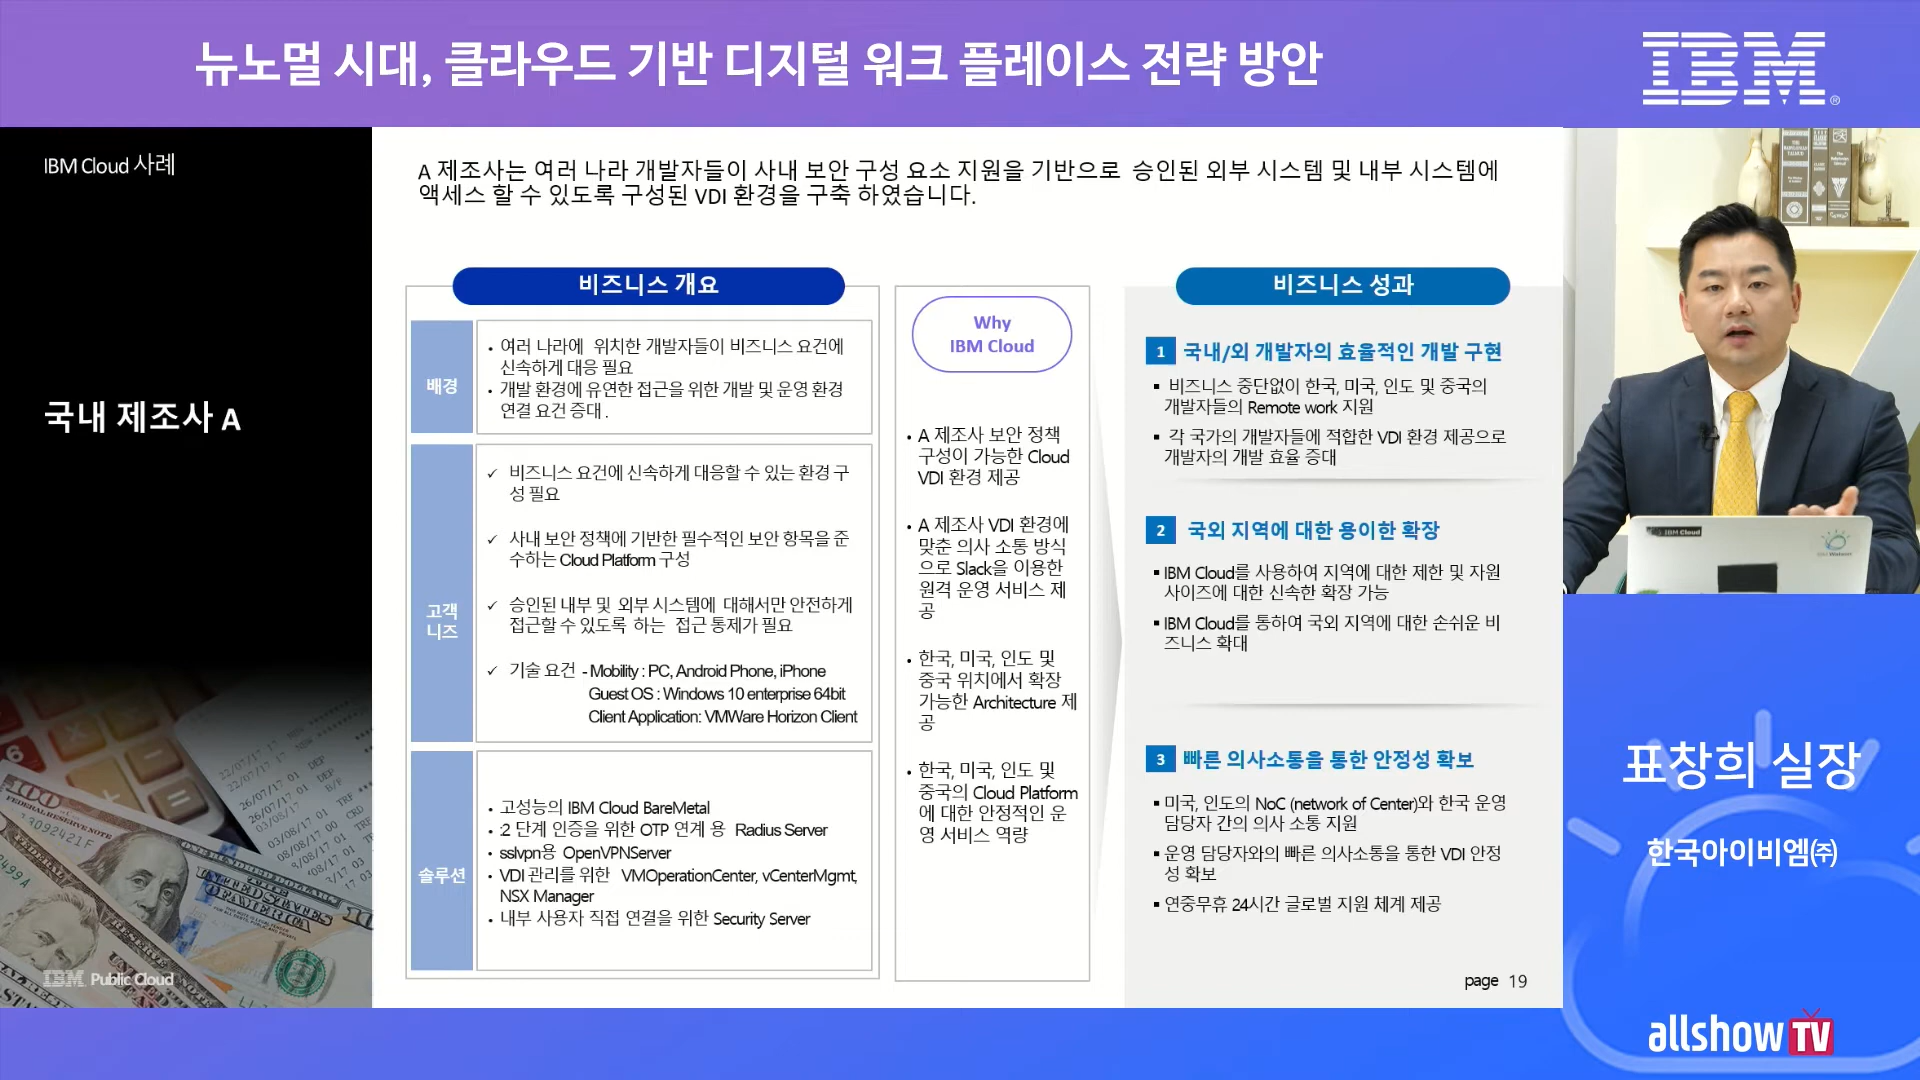 뉴노멀 시대, 클라우드 기반 디지털 워크 플레이스 전략 방안
IBM®
IBM Cloud 사례
국내 제조사 A
IBM Public Cloud
A 제조사는 여러 나라 개발자들이 사내 보안 구성 요소 지원을 기반으로 승인된 외부 시스템 및 내부 시스템에
액세스 할 수 있도록 구성된 VDI 환경을 구축 하였습니다.
비즈니스 개요
배경
• 여러 나라에 위치한 개발자들이 비즈니스 요건에
신속하게 대응 필요
• 개발 환경에 유연한 접근을 위한 개발 및 운영 환경
연결 요건 증대 .
고객
니즈
✓ 비즈니스 요건에 신속하게 대응할 수 있는 환경 구
성 필요
✓ 사내 보안 정책에 기반한 필수적인 보안 항목을 준
수하는 Cloud Platform 구성
✓ 승인된 내부 및 외부 시스템에 대해서만 안전하게
접근할 수 있도록 하는 접근 통제가 필요
✓ 기술 요건 - Mobility : PC, Android Phone, iPhone
Guest OS : Windows 10 enterprise 64bit
Client Application: VMWare Horizon Client
솔루션
• 고성능의 IBM Cloud BareMetal
• :2 단계 인증을 위한 OTP 연계 용 Radius Server
• sslvpn용 OpenVPNServer
• VDI 관리를 위한 VMOperationCenter, vCenterMgmt,
NSX Manager
• 내부 사용자 직접 연결을 위한 Security Server
Why
IBM Cloud
• A 제조사 보안 정책
구성이 가능한 Cloud
VDI 환경 제공
• A 제조사 VDI 환경에
맞춘 의사 소통 방식
으로 Slack을 이용한
원격 운영 서비스 제
공
• 한국, 미국, 인도 및
중국 위치에서 확장
가능한 Architecture 제
공
• 한국, 미국, 인도 및
중국의 Cloud Platform
에 대한 안정적인 운
영 서비스 역량
비즈니스 성과
1 국내/외 개발자의 효율적인 개발 구현
▪ 비즈니스 중단없이 한국, 미국, 인도 및 중국의
개발자들의 Remote work 지원
▪ 각 국가의 개발자들에 적합한 VDI 환경 제공으로
개발자의 개발 효율 증대
2 국외 지역에 대한 용이한 확장
▪ IBM Cloud를 사용하여 지역에 대한 제한 및 자원
사이즈에 대한 신속한 확장 가능
▪ IBM Cloud를 통하여 국외 지역에 대한 손쉬운 비
즈니스 확대
3 빠른 의사소통을 통한 안정성 확보
▪ 미국, 인도의 NoC (network of Center)와 한국 운영
담당자 간의 의사 소통 지원
▪ 운영 담당자와의 빠른 의사소통을 통한 VDI 안정
성 확보
▪ 연중무휴 24시간 글로벌 지원 체계 제공
page 19
IBM Cloud
표창희 실장
한국아이비엠㈜
allshowTV